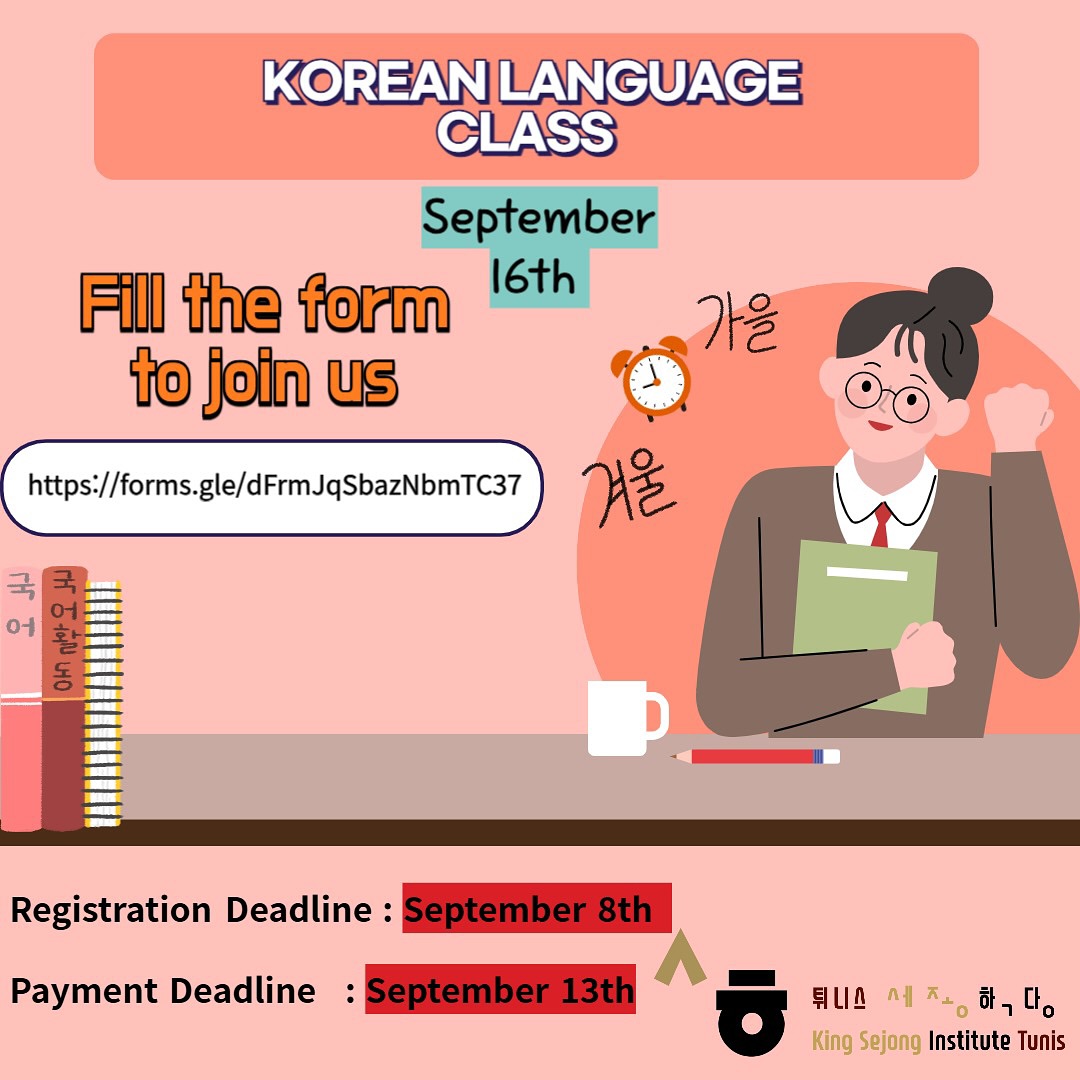 KOREAN LANGUAGE
CLASS
September
16th
Fill the form
to join us
https://forms.gle/dFrmJqSbazNbmTC37
가을
겨울
국어
국어활동
Registration Deadline : September 8th
Payment Deadline : September 13th
튀니스 세종학당
King Sejong Institute Tunis